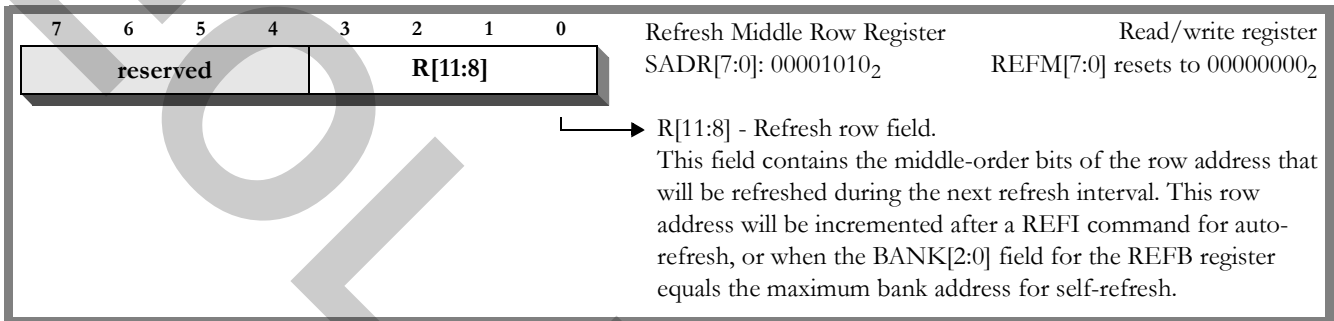 7 6 5 4 3 2 1 0
reserved R[11:8]
Refresh Middle Row Register Read/write register
SADR[7:0]: 00001010₂ REFM[7:0] resets to 00000000₂
R[11:8] - Refresh row field.
This field contains the middle-order bits of the row address that
will be refreshed during the next refresh interval. This row
address will be incremented after a REFI command for auto-
refresh, or when the BANK[2:0] field for the REFB register
equals the maximum bank address for self-refresh.